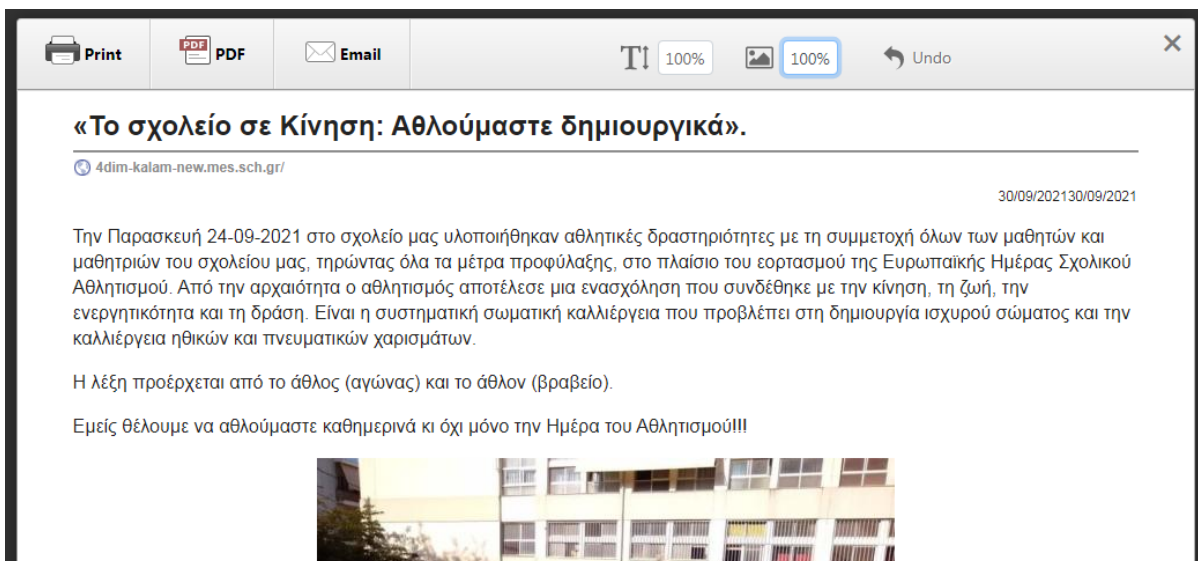 Print PDF PDF Email 100% 100% Undo
«Το σχολείο σε Κίνηση: Αθλούμαστε δημιουργικά».
4dim-kalam-new.mes.sch.gr/
30/09/202130/09/2021
Την Παρασκευή 24-09-2021 στο σχολείο μας υλοποιήθηκαν αθλητικές δραστηριότητες με τη συμμετοχή όλων των μαθητών και
μαθητριών του σχολείου μας, τηρώντας όλα τα μέτρα προφύλαξης, στο πλαίσιο του εορτασμού της Ευρωπαϊκής Ημέρας Σχολικού
Αθλητισμού. Από την αρχαιότητα ο αθλητισμός αποτέλεσε μια ενασχόληση που συνδέθηκε με την κίνηση, τη ζωή, την
ενεργητικότητα και τη δράση. Είναι η συστηματική σωματική καλλιέργεια που προβλέπει στη δημιουργία ισχυρού σώματος και την
καλλιέργεια ηθικών και πνευματικών χαρισμάτων.
Η λέξη προέρχεται από το άθλος (αγώνας) και το άθλον (βραβείο).
Εμείς θέλουμε να αθλούμαστε καθημερινά κι όχι μόνο την Ημέρα του Αθλητισμού!!!